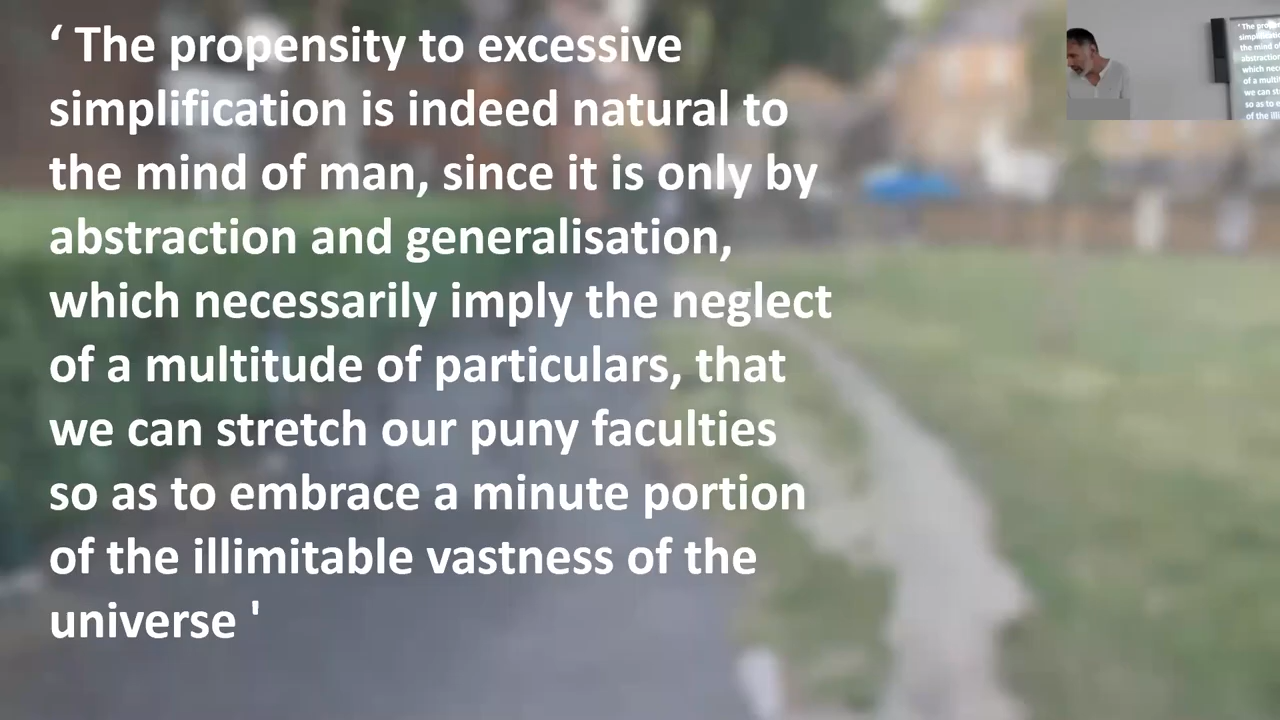 ‘ The propensity to excessive
simplification is indeed natural to
the mind of man, since it is only by
abstraction and generalisation,
which necessarily imply the neglect
of a multitude of particulars, that
we can stretch our puny faculties
so as to embrace a minute portion
of the illimitable vastness of the
universe '